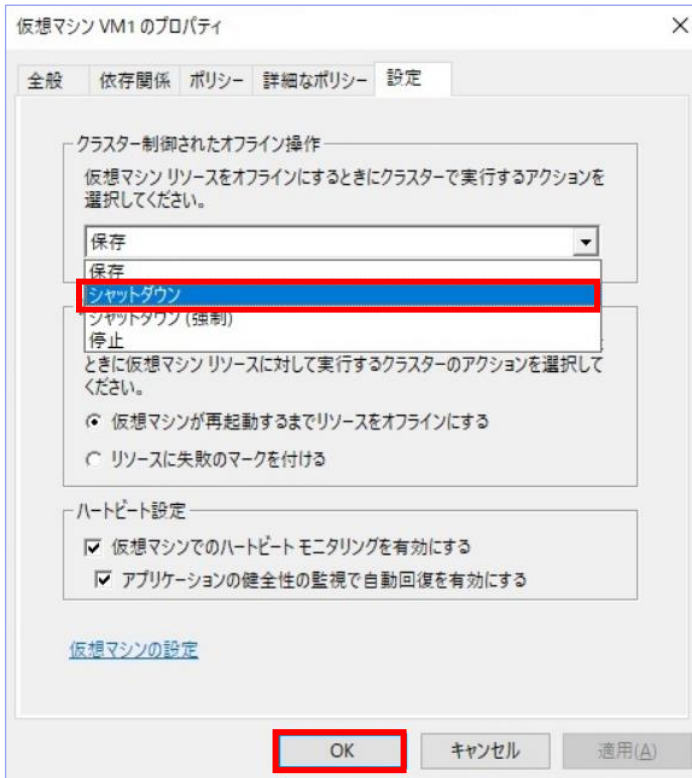 仮想マシン VM1 のプロパティ
全般 依存関係 ポリシー 詳細なポリシー 設定
クラスター制御されたオフライン操作
仮想マシン リソースをオフラインにするときにクラスターで実行するアクションを
選択してください。
保存
保存
シャットダウン
シャットダウン (強制)
停止
ときに仮想マシン リソースに対して実行するクラスターのアクションを選択して
ください。
仮想マシンが再起動するまでリソースをオフラインにする
リソースに失敗のマークを付ける
ハートビート設定
仮想マシンでのハートビート モニタリングを有効にする
アプリケーションの健全性の監視で自動回復を有効にする
仮想マシンの設定
OK キャンセル 適用(A)